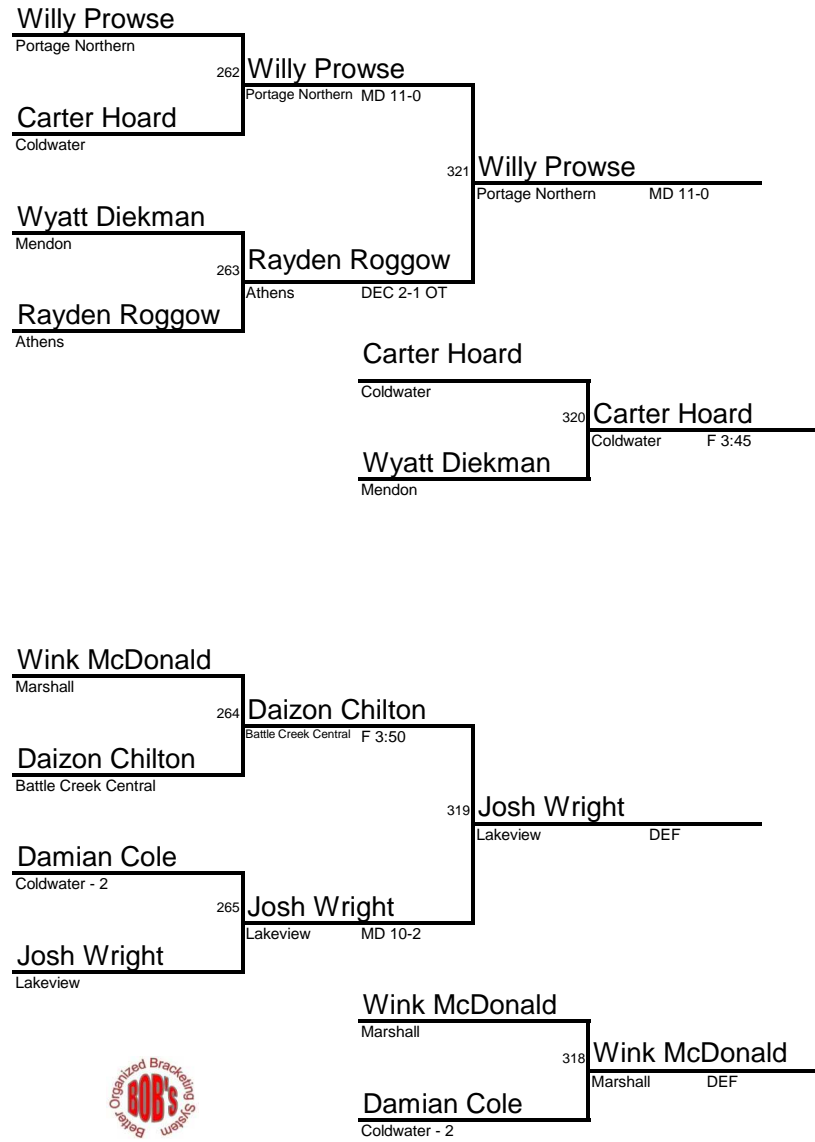 Willy Prowse
Portage Northern
262 Willy Prowse
Portage Northern MD 11-0
Carter Hoard
Coldwater
321 Willy Prowse
Portage Northern MD 11-0
Wyatt Diekman
Mendon
263 Rayden Roggow
Athens DEC 2-1 OT
Rayden Roggow
Athens
Carter Hoard
Coldwater
320 Carter Hoard
Coldwater F 3:45
Wyatt Diekman
Mendon
Wink McDonald
Marshall
264 Daizon Chilton
Battle Creek Central F 3:50
Daizon Chilton
Battle Creek Central
319 Josh Wright
Lakeview DEF
Damian Cole
Coldwater - 2
265 Josh Wright
Lakeview MD 10-2
Josh Wright
Lakeview
Wink McDonald
Marshall
318 Wink McDonald
Marshall DEF
Damian Cole
Coldwater - 2
Better Organized Bracketing System
BOB's